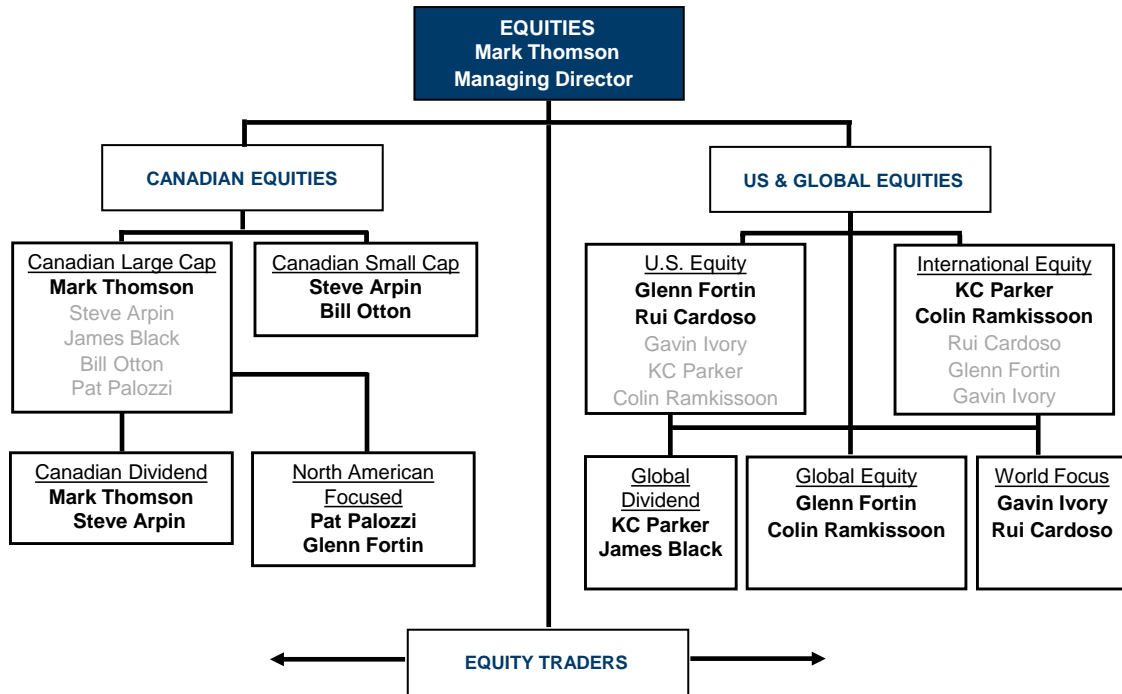 EQUITIES
Mark Thomson
Managing Director
CANADIAN EQUITIES
US & GLOBAL EQUITIES
Canadian Large Cap
Mark Thomson
Steve Arpin
James Black
Bill Otton
Pat Palozzi
Canadian Small Cap
Steve Arpin
Bill Otton
U.S. Equity
Glenn Fortin
Rui Cardoso
Gavin Ivory
KC Parker
Colin Ramkissoon
International Equity
KC Parker
Colin Ramkissoon
Rui Cardoso
Glenn Fortin
Gavin Ivory
Canadian Dividend
Mark Thomson
Steve Arpin
North American
Focused
Pat Palozzi
Glenn Fortin
Global
Dividend
KC Parker
James Black
Global Equity
Glenn Fortin
Colin Ramkissoon
World Focus
Gavin Ivory
Rui Cardoso
EQUITY TRADERS